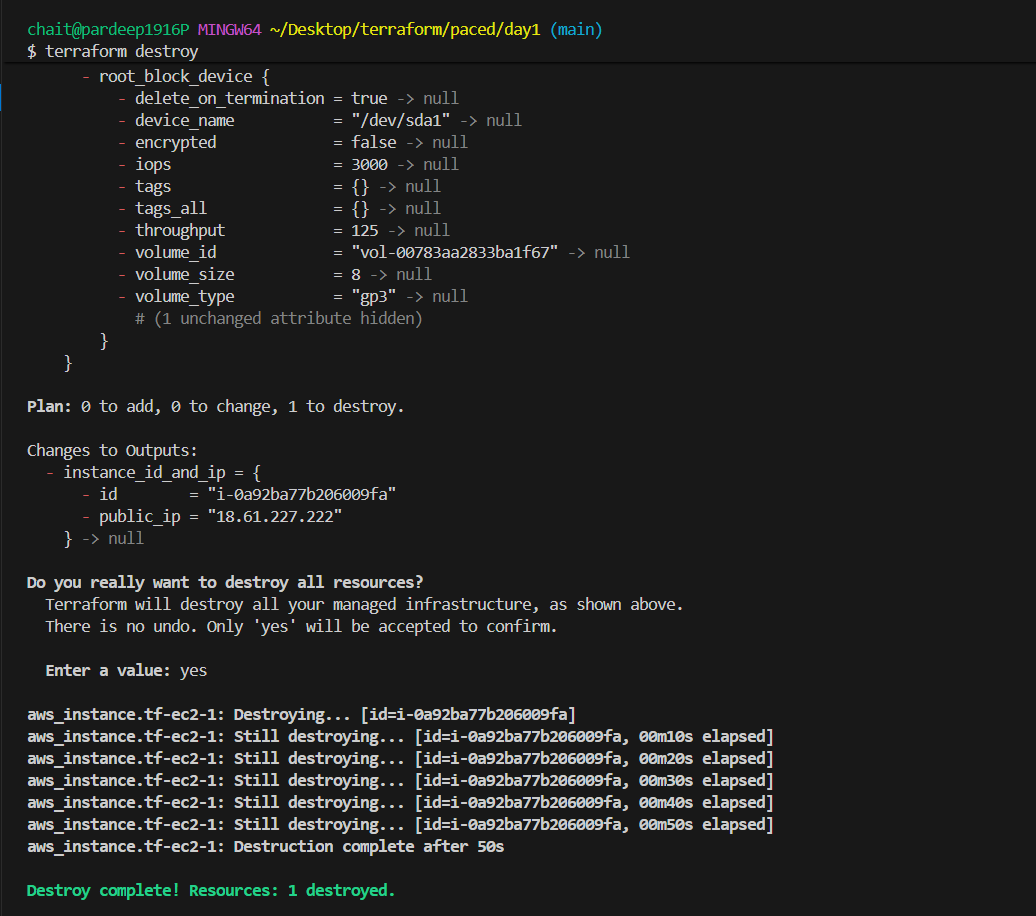 chait@pardeep1916P MINGW64 ~/Desktop/terraform/paced/day1 (main)
$ terraform destroy
- root_block_device {
- delete_on_termination = true -> null
- device_name = "/dev/sda1" -> null
- encrypted = false -> null
- iops = 3000 -> null
- tags = {} -> null
- tags_all = {} -> null
- throughput = 125 -> null
- volume_id = "vol-00783aa2833ba1f67" -> null
- volume_size = 8 -> null
- volume_type = "gp3" -> null
# (1 unchanged attribute hidden)
}
}
Plan: 0 to add, 0 to change, 1 to destroy.
Changes to Outputs:
- instance_id_and_ip = {
- id = "i-0a92ba77b206009fa"
- public_ip = "18.61.227.222"
} -> null
Do you really want to destroy all resources?
Terraform will destroy all your managed infrastructure, as shown above.
There is no undo. Only 'yes' will be accepted to confirm.
Enter a value: yes
aws_instance.tf-ec2-1: Destroying... [id=i-0a92ba77b206009fa]
aws_instance.tf-ec2-1: Still destroying... [id=i-0a92ba77b206009fa, 00m10s elapsed]
aws_instance.tf-ec2-1: Still destroying... [id=i-0a92ba77b206009fa, 00m20s elapsed]
aws_instance.tf-ec2-1: Still destroying... [id=i-0a92ba77b206009fa, 00m30s elapsed]
aws_instance.tf-ec2-1: Still destroying... [id=i-0a92ba77b206009fa, 00m40s elapsed]
aws_instance.tf-ec2-1: Still destroying... [id=i-0a92ba77b206009fa, 00m50s elapsed]
aws_instance.tf-ec2-1: Destruction complete after 50s
Destroy complete! Resources: 1 destroyed.